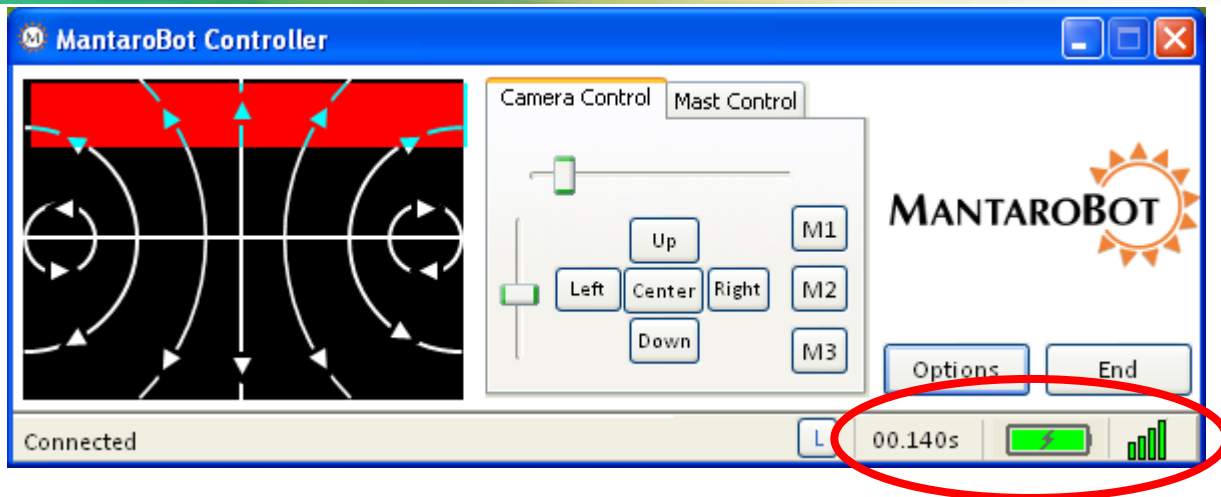 MantaroBot Controller
Camera Control
Mast Control
Up
Left
Center
Right
Down
M1
M2
M3
MANTAROBOT
Options
End
Connected
L
00.140s